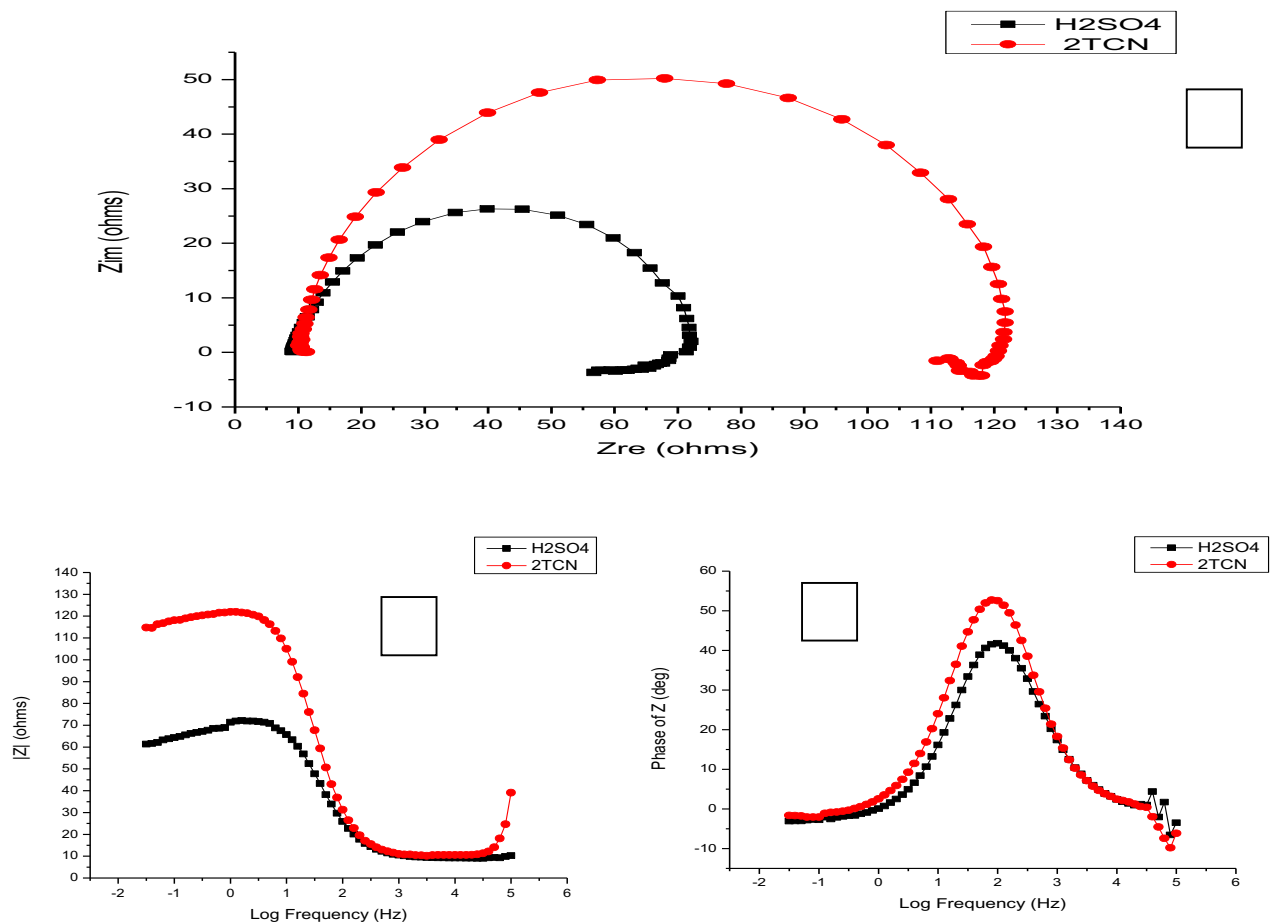 H2SO4
2TCN
50
40
30
20
10
0
-10
Zim (ohms)
0 10 20 30 40 50 60 70 80 90 100 110 120 130 140
Zre (ohms)
H2SO4
2TCN
140
130
120
110
100
90
80
70
60
50
40
30
20
10
0
|Z| (ohms)
-2 -1 0 1 2 3 4 5 6
Log Frequency (Hz)
H2SO4
2TCN
60
50
40
30
20
10
0
-10
Phase of Z (deg)
-2 -1 0 1 2 3 4 5 6
Log Frequency (Hz)